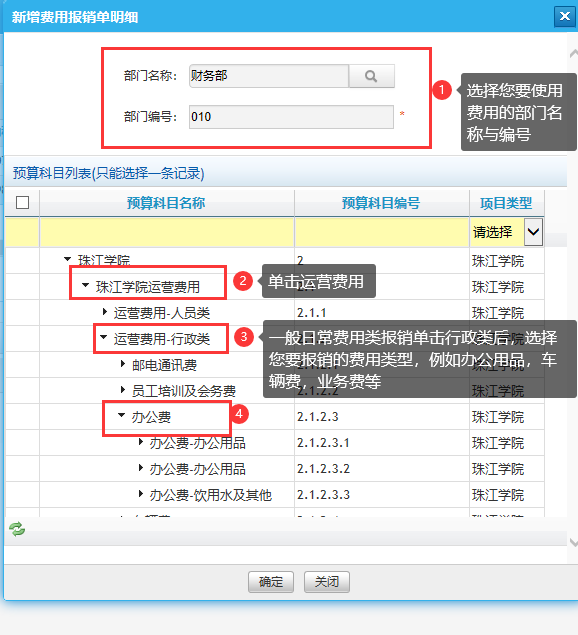 新增费用报销单明细
部门名称： 财务部
部门编号： 010 *
1 选择您要使用
费用的部门名
称与编号
预算科目列表(只能选择一条记录)
预算科目名称 预算科目编号 项目类型
请选择
珠江学院 2 珠江学院
珠江学院运营费用 珠江学院
2 单击运营费用
运营费用-人员类 2.1.1 珠江学院
运营费用-行政类
3 一般日常费用类报销单击行政类后，选择
您要报销的费用类型，例如办公用品，车
辆费，业务费等
邮电通讯费
员工培训及会务费 2.1.2.2 珠江学院
办公费 2.1.2.3 珠江学院
4
办公费-办公用品 2.1.2.3.1 珠江学院
办公费-办公用品 2.1.2.3.2 珠江学院
办公费-饮用水及其他 2.1.2.3.3 珠江学院
确定 关闭